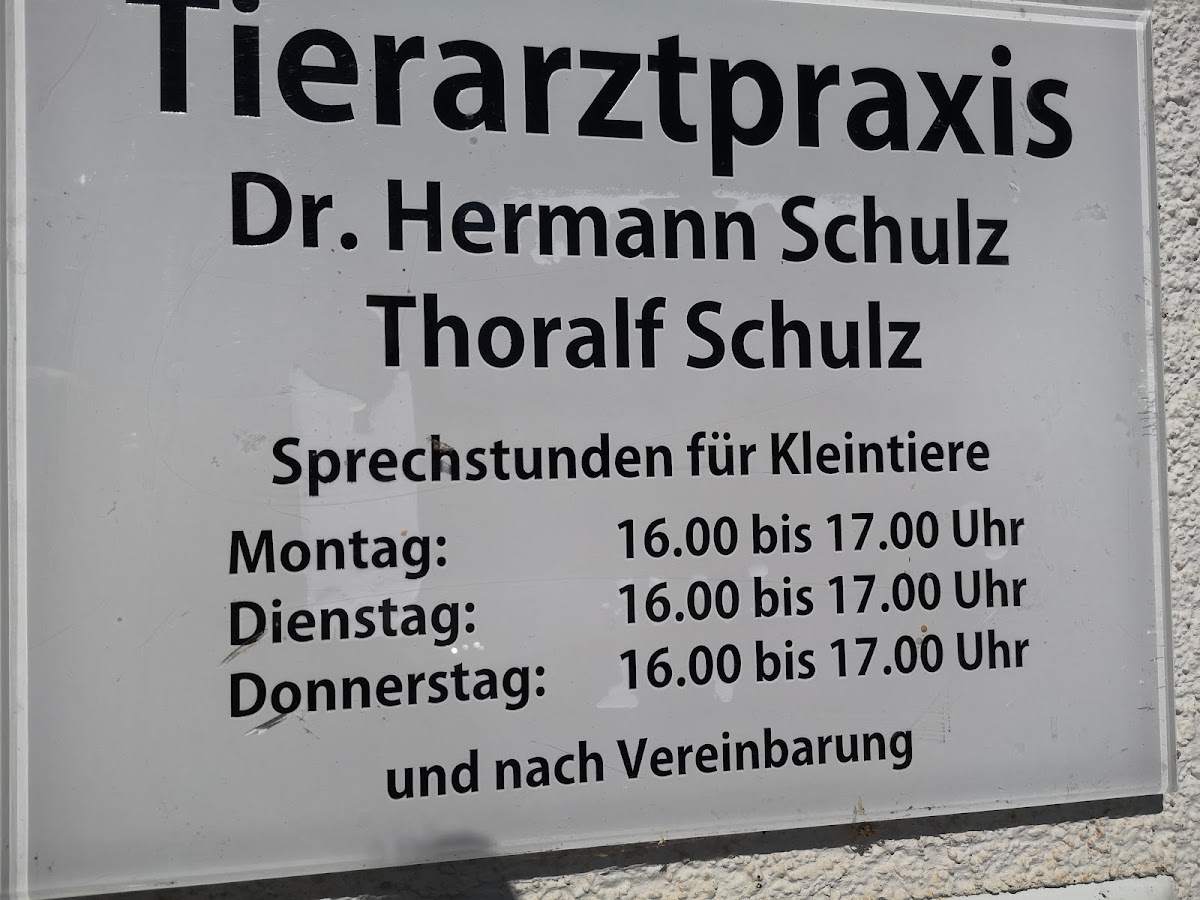 Tierarztpraxis
Dr. Hermann Schulz
Thoralf Schulz
Sprechstunden für Kleintiere
Montag: 16.00 bis 17.00 Uhr
Dienstag: 16.00 bis 17.00 Uhr
Donnerstag: 16.00 bis 17.00 Uhr
und nach Vereinbarung